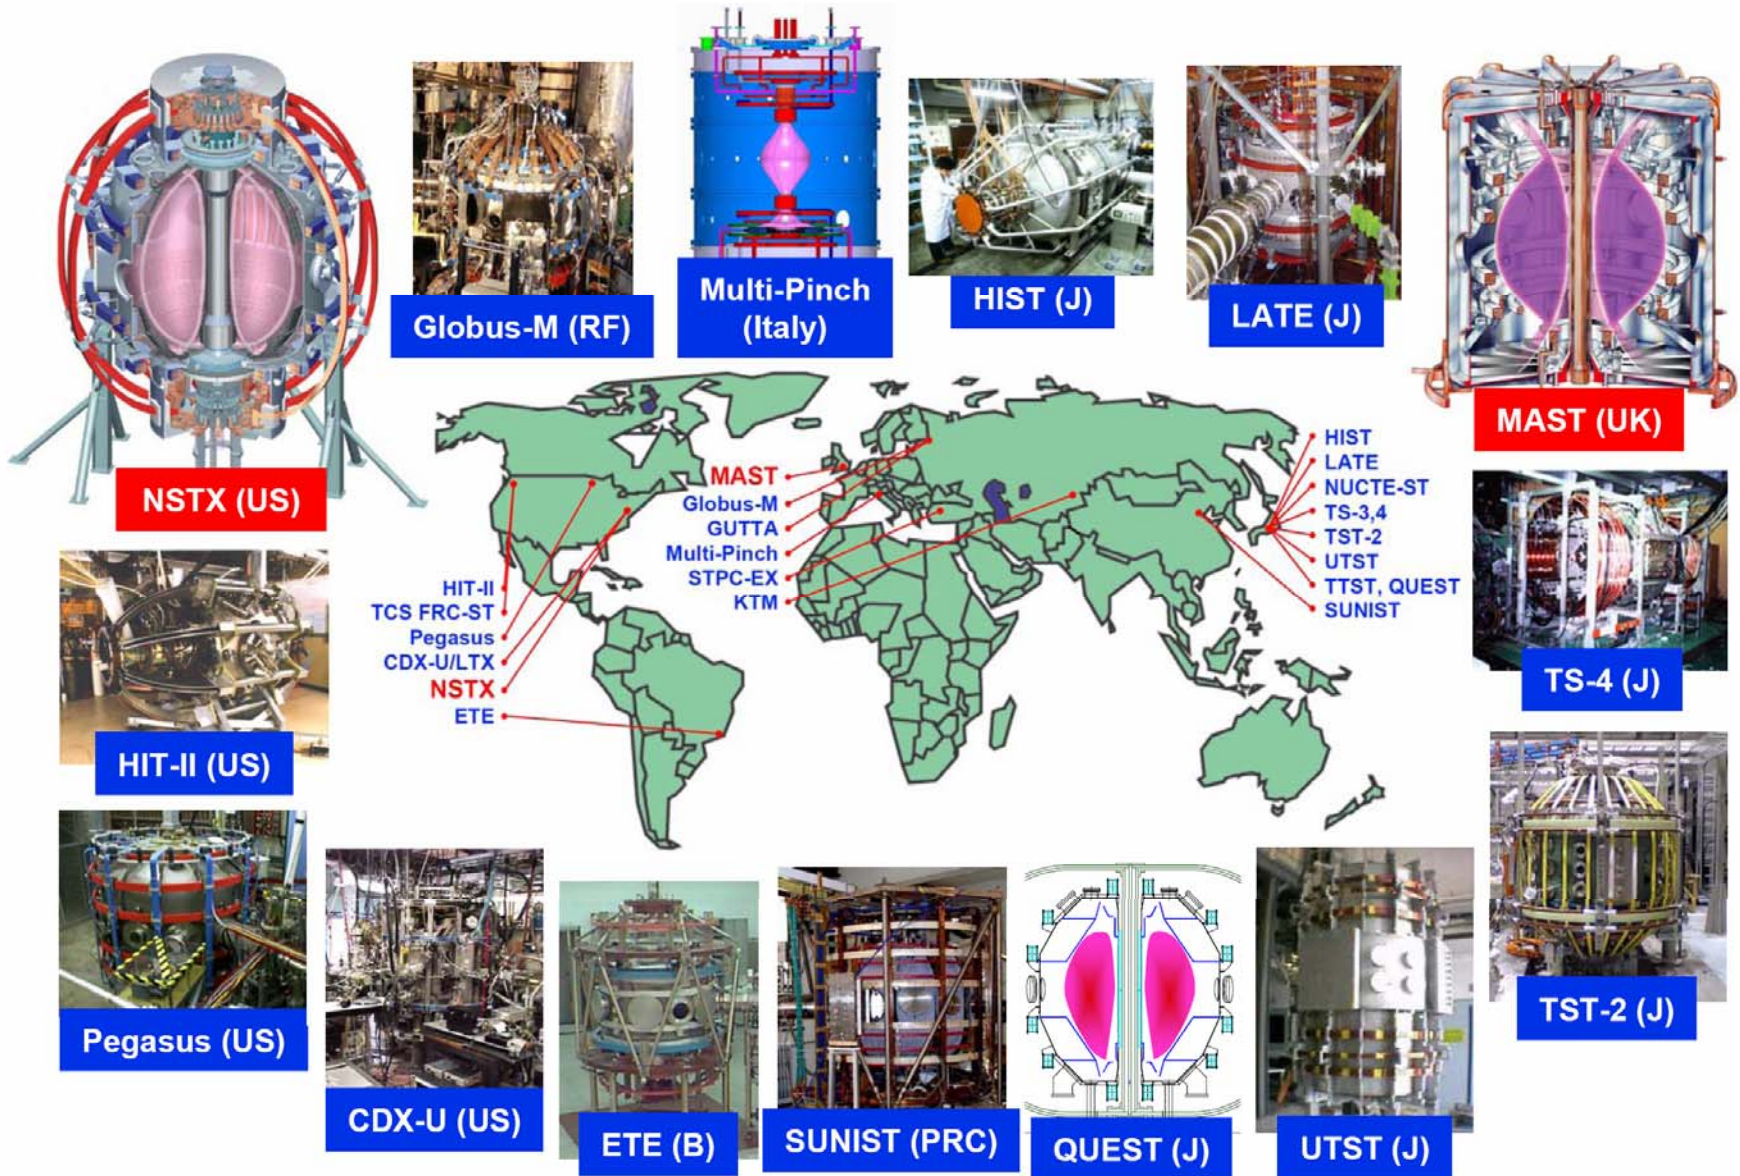 NSTX (US)
Globus-M (RF)
Multi-Pinch
(Italy)
HIST (J)
LATE (J)
MAST (UK)
HIT-II
TCS FRC-ST
Pegasus
CDX-U/LTX
NSTX
ETE
MAST
Globus-M
GUTTA
Multi-Pinch
STPC-EX
KTM
HIST
LATE
NUCTE-ST
TS-3,4
TST-2
UTST
TTST, QUEST
SUNIST
TS-4 (J)
HIT-II (US)
TST-2 (J)
Pegasus (US)
CDX-U (US)
ETE (B)
SUNIST (PRC)
QUEST (J)
UTST (J)